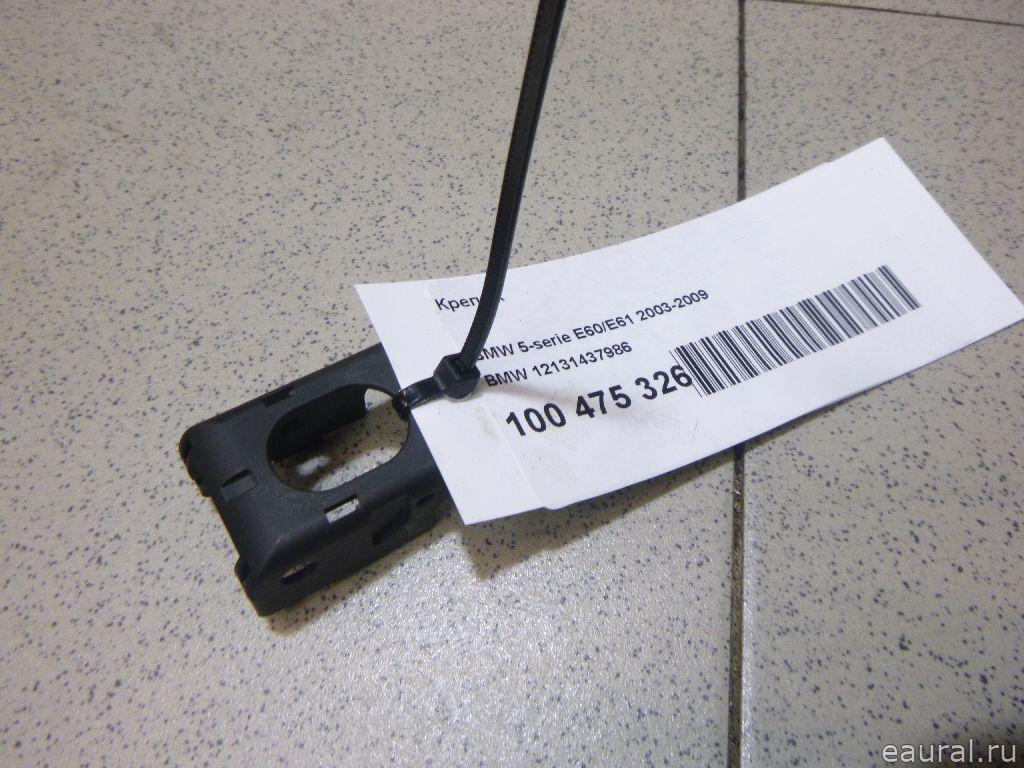 BMW 5-serie E60/E61 2003-2009
BMW 12131437986
100 475 326
eaural.ru